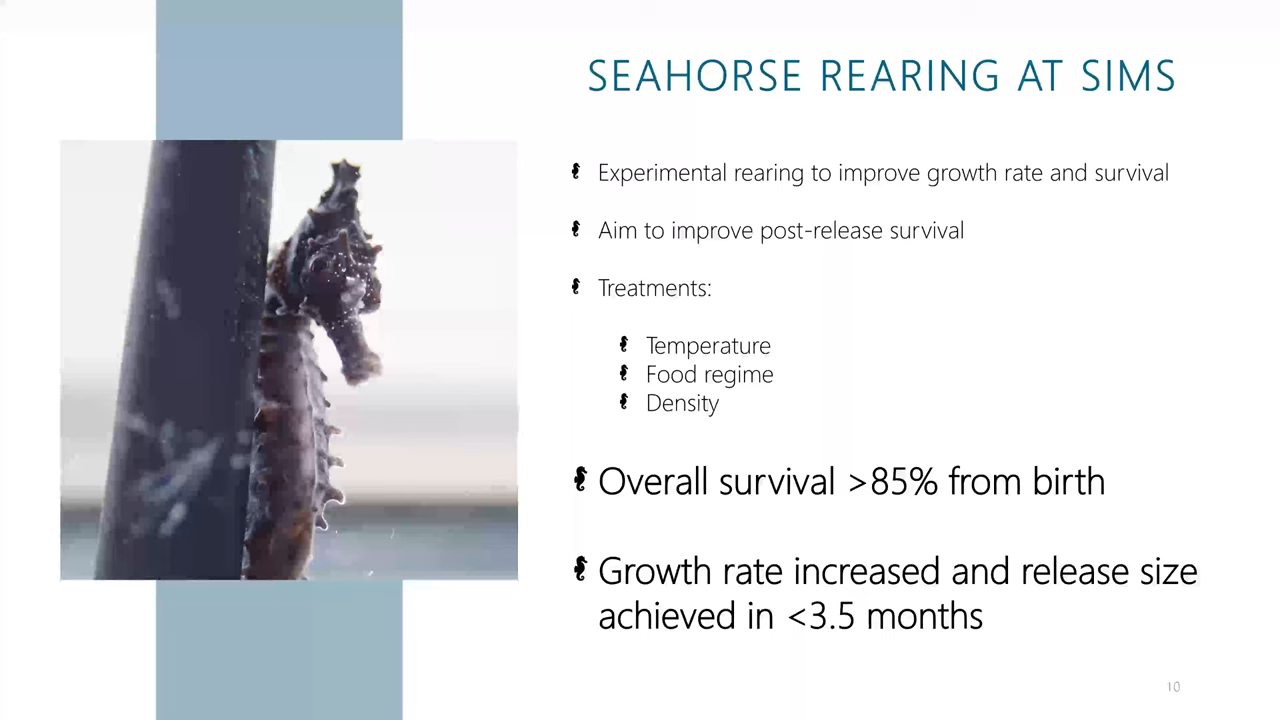 SEAHORSE REARING AT SIMS
Experimental rearing to improve growth rate and survival
Aim to improve post-release survival
Treatments:
Temperature
Food regime
Density
Overall survival >85% from birth
Growth rate increased and release size
achieved in <3.5 months
10